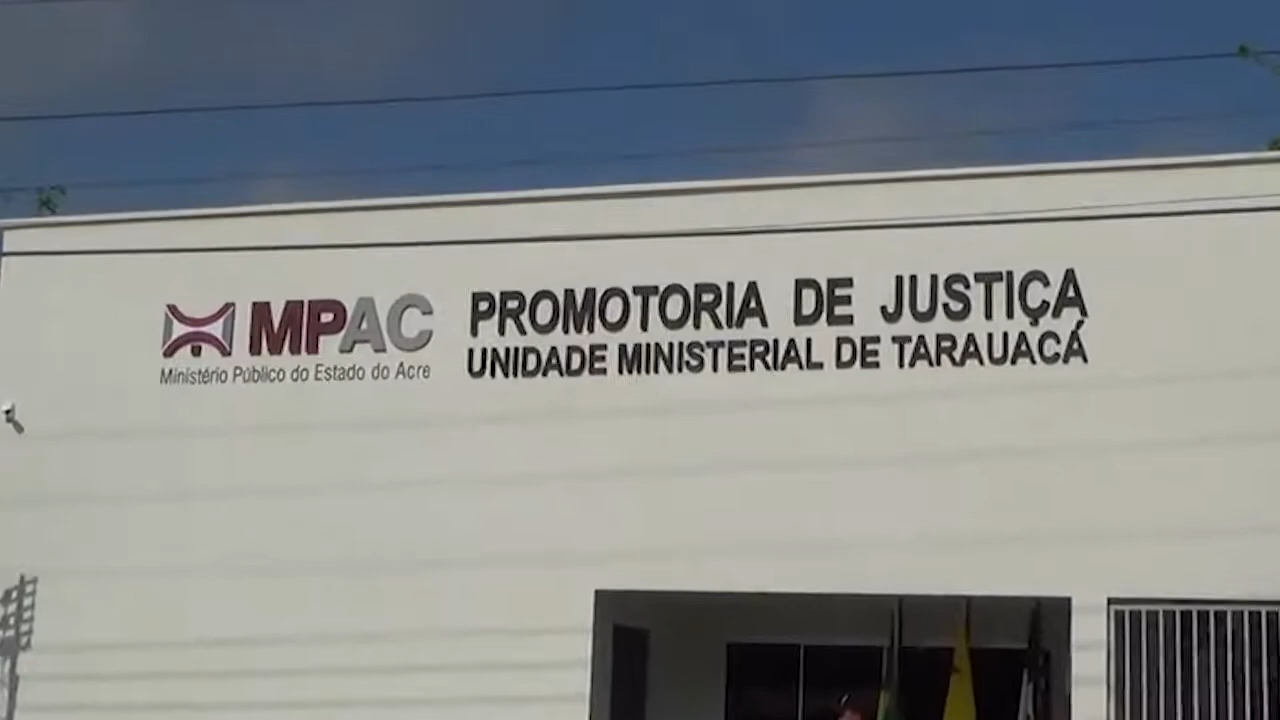 MPAC
Ministério Público do Estado do Acre
PROMOTORIA DE JUSTIÇA
UNIDADE MINISTERIAL DE TARAUACÁ